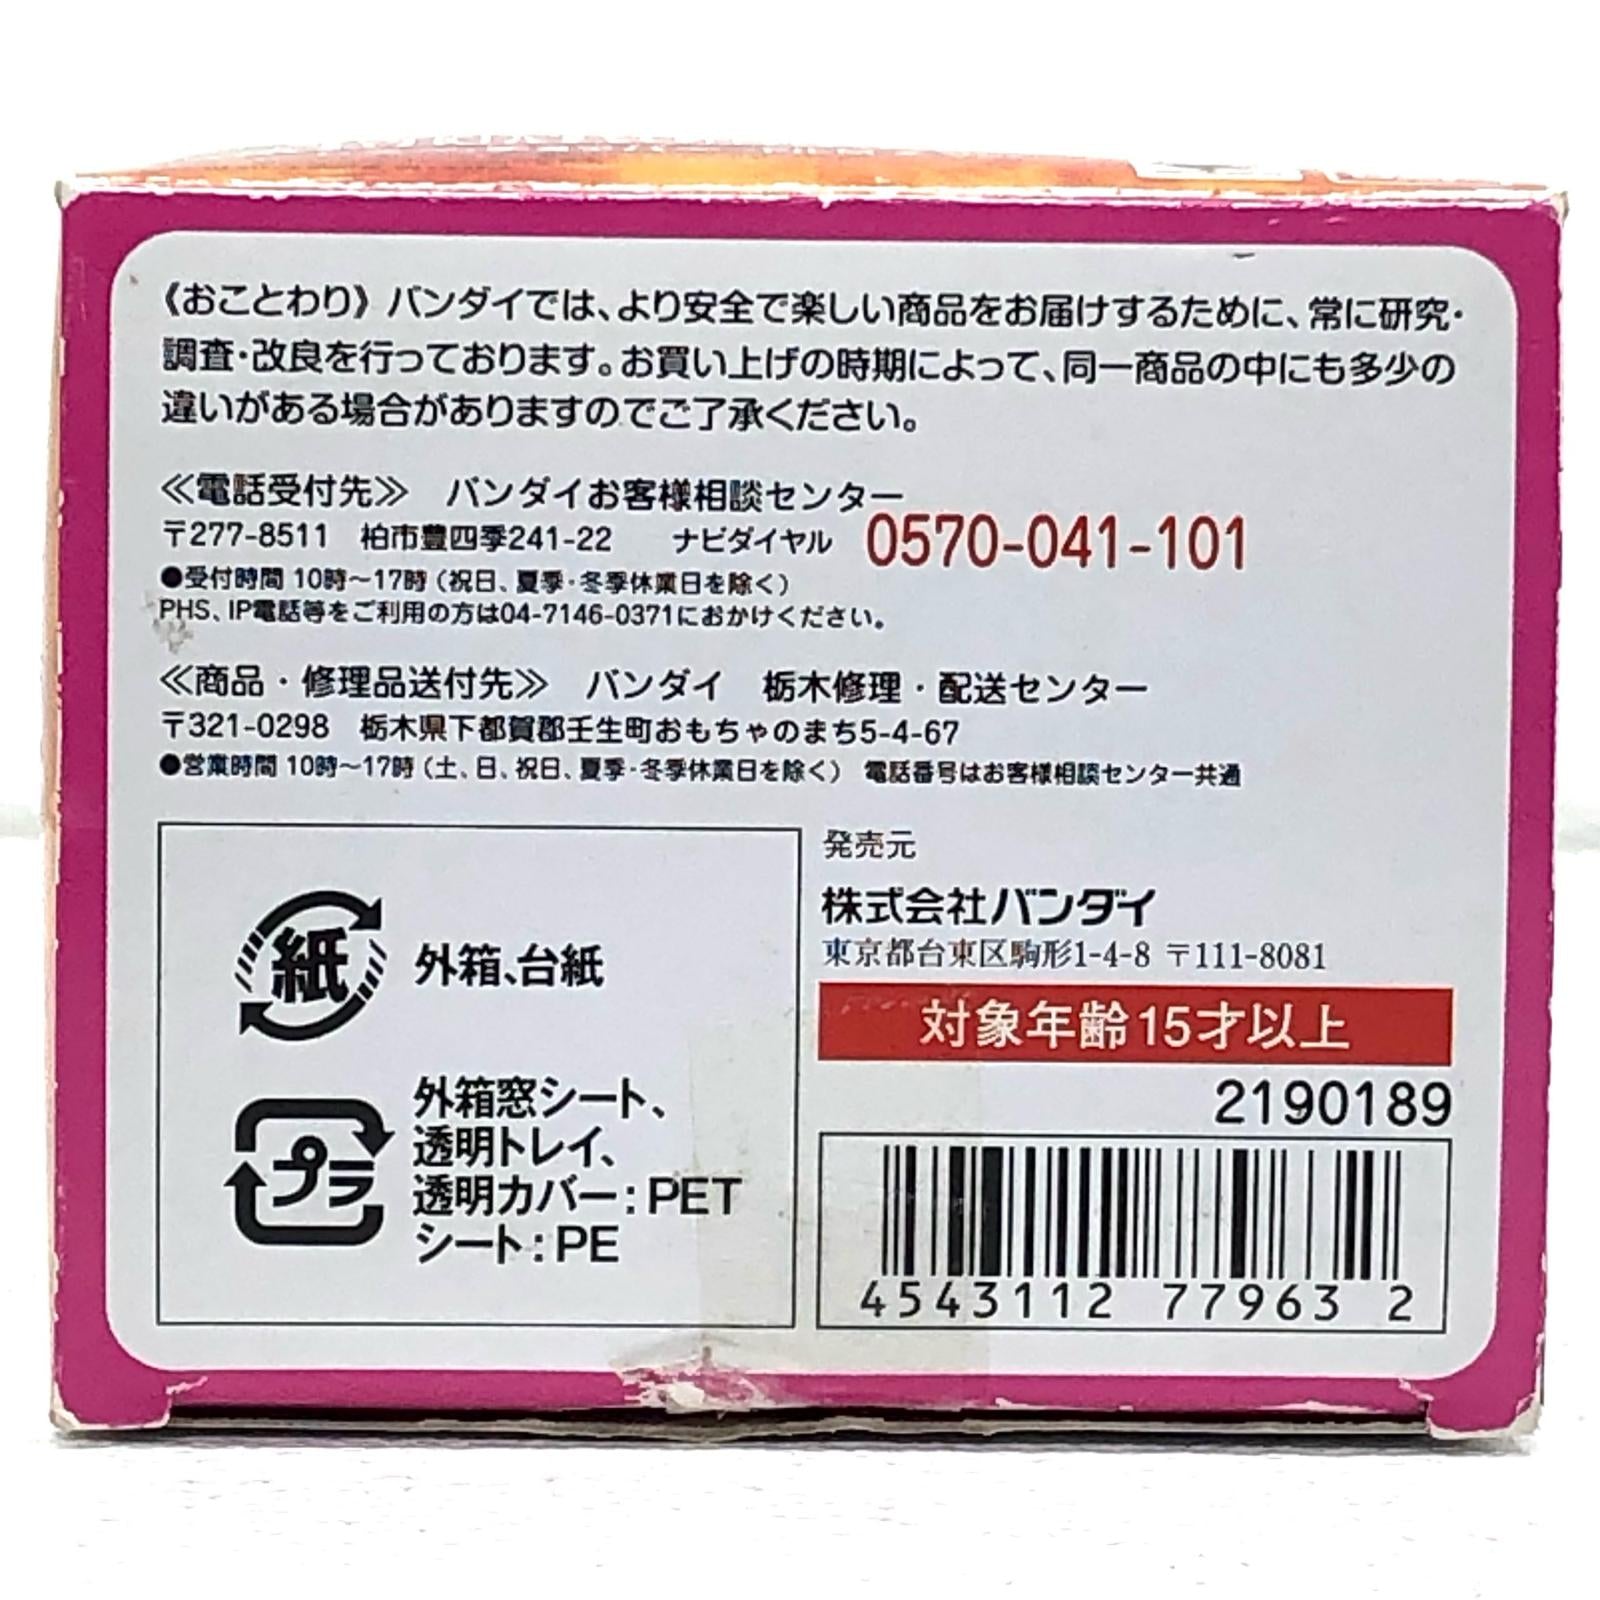 《おことわり》バンダイでは、より安全で楽しい商品をお届けするために、常に研究・
調査・改良を行っております。お買い上げの時期によって、同一商品の中にも多少の
違いがある場合がありますのでご了承ください。
≪電話受付先≫ バンダイお客様相談センター
〒277-8511 柏市豊四季241-22 ナビダイヤル 0570-041-101
●受付時間 10時〜17時（祝日、夏季・冬季休業日を除く）
PHS、IP電話等をご利用の方は04-7146-0371におかけください。
≪商品・修理品送付先≫ バンダイ 栃木修理・配送センター
〒321-0298 栃木県下都賀郡壬生町おもちゃのまち5-4-67
●営業時間 10時〜17時（土、日、祝日、夏季・冬季休業日を除く） 電話番号はお客様相談センター共通
紙 外箱、台紙
プラ
外箱窓シート、
透明トレイ、
透明カバー：PET
シート：PE
発売元
株式会社バンダイ
東京都台東区駒形1-4-8 〒111-8081
対象年齢15才以上
2190189
4543112 77963 2